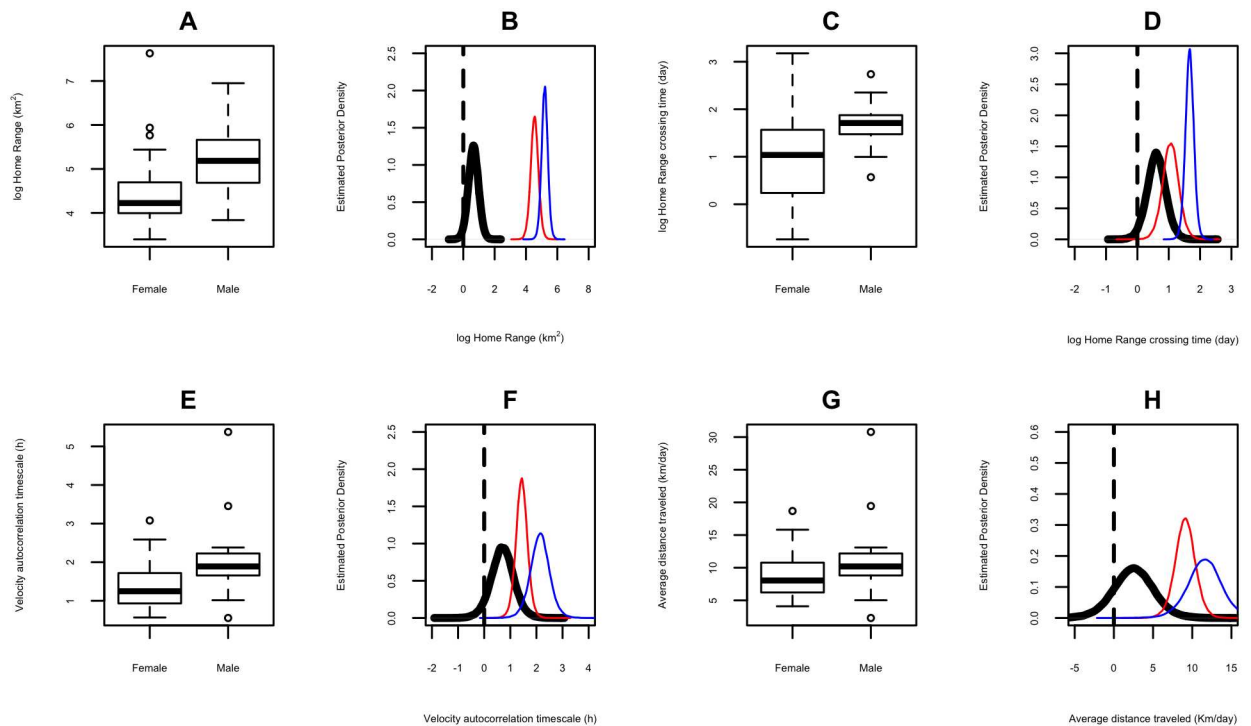 A
B
C
D
log Home Range (km²)
7
6
5
4
Female
Male
Estimated Posterior Density
2.5
2.0
1.5
1.0
0.5
0.0
-2
0
2
4
6
8
log Home Range (km²)
log Home Range crossing time (day)
3
2
1
0
Female
Male
Estimated Posterior Density
3.0
2.5
2.0
1.5
1.0
0.5
0.0
-2
-1
0
1
2
3
log Home Range crossing time (day)
E
F
G
H
Velocity autocorrelation timescale (h)
5
4
3
2
1
Female
Male
Estimated Posterior Density
2.5
2.0
1.5
1.0
0.5
0.0
-2
-1
0
1
2
3
4
Velocity autocorrelation timescale (h)
Average distance traveled (km/day)
30
25
20
15
10
5
Female
Male
Estimated Posterior Density
0.6
0.5
0.4
0.3
0.2
0.1
0.0
-5
0
5
10
15
Average distance traveled (Km/day)